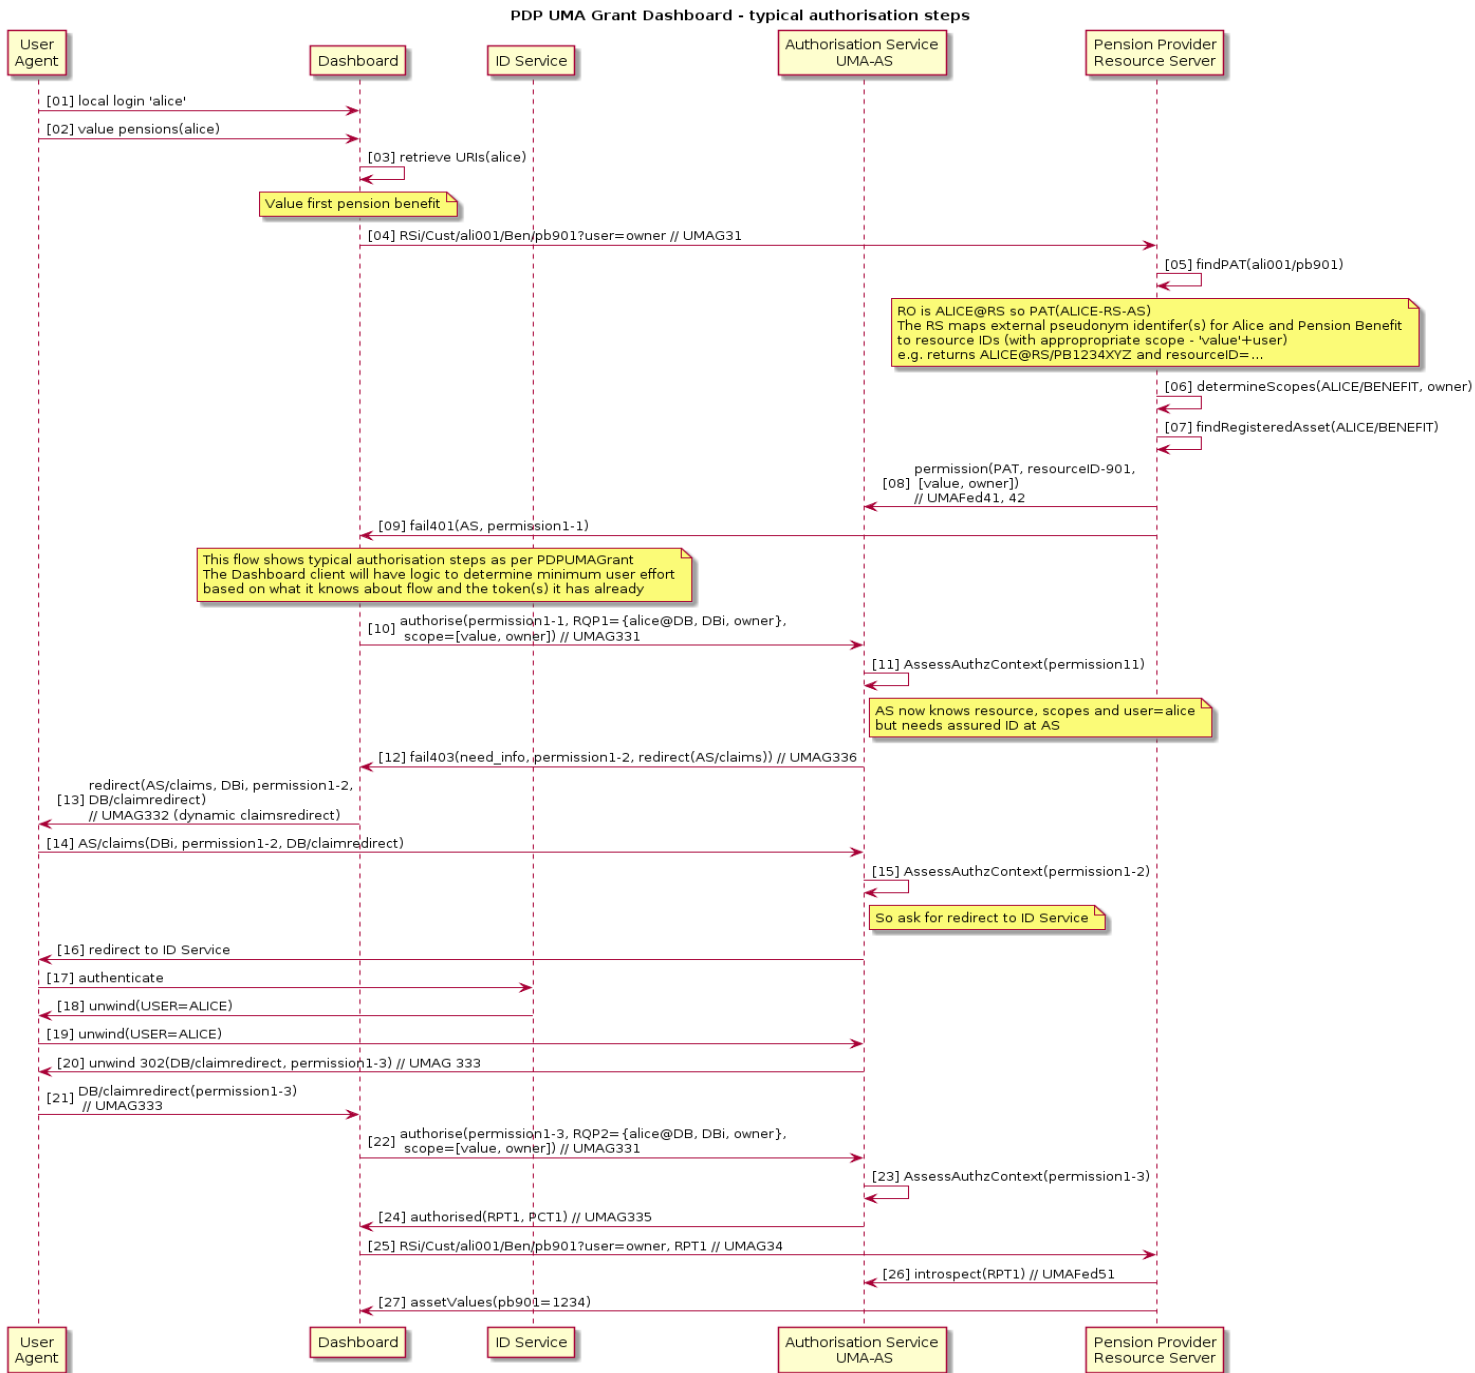 PDP UMA Grant Dashboard - typical authorisation steps
User
Agent
Dashboard
ID Service
Authorisation Service
UMA-AS
Pension Provider
Resource Server
[01] local login 'alice'
[02] value pensions(alice)
[03] retrieve URIs(alice)
Value first pension benefit
[04] RSi/Cust/ali001/Ben/pb901?user=owner // UMAG31
[05] findPAT(ali001/pb901)
RO is ALICE@RS so PAT(ALICE-RS-AS)
The RS maps external pseudonym identifer(s) for Alice and Pension Benefit
to resource IDs (with appropropriate scope - 'value'+user)
e.g. returns ALICE@RS/PB1234XYZ and resourceID=...
[06] determineScopes(ALICE/BENEFIT, owner)
[07] findRegisteredAsset(ALICE/BENEFIT)
permission(PAT, resourceID-901,
[08] [value, owner])
// UMAFed41, 42
[09] fail401(AS, permission1-1)
This flow shows typical authorisation steps as per PDPUMAGrant
The Dashboard client will have logic to determine minimum user effort
based on what it knows about flow and the token(s) it has already
[10] authorise(permission1-1, RQP1={alice@DB, DBi, owner},
scope=[value, owner]) // UMAG331
[11] AssessAuthzContext(permission11)
AS now knows resource, scopes and user=alice
but needs assured ID at AS
[12] fail403(need_info, permission1-2, redirect(AS/claims)) // UMAG336
redirect(AS/claims, DBi, permission1-2,
[13] DB/claimredirect)
// UMAG332 (dynamic claimsredirect)
[14] AS/claims(DBi, permission1-2, DB/claimredirect)
[15] AssessAuthzContext(permission1-2)
So ask for redirect to ID Service
[16] redirect to ID Service
[17] authenticate
[18] unwind(USER=ALICE)
[19] unwind(USER=ALICE)
[20] unwind 302(DB/claimredirect, permission1-3) // UMAG 333
[21] DB/claimredirect(permission1-3)
// UMAG333
[22] authorise(permission1-3, RQP2={alice@DB, DBi, owner},
scope=[value, owner]) // UMAG331
[23] AssessAuthzContext(permission1-3)
[24] authorised(RPT1, PCT1) // UMAG335
[25] RSi/Cust/ali001/Ben/pb901?user=owner, RPT1 // UMAG34
[26] introspect(RPT1) // UMAFed51
[27] assetValues(pb901=1234)
User
Agent
Dashboard
ID Service
Authorisation Service
UMA-AS
Pension Provider
Resource Server